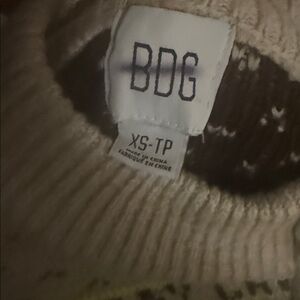 BDG
XS-TP
MADE IN CHINA
FABRIQUÉ EN CHINE